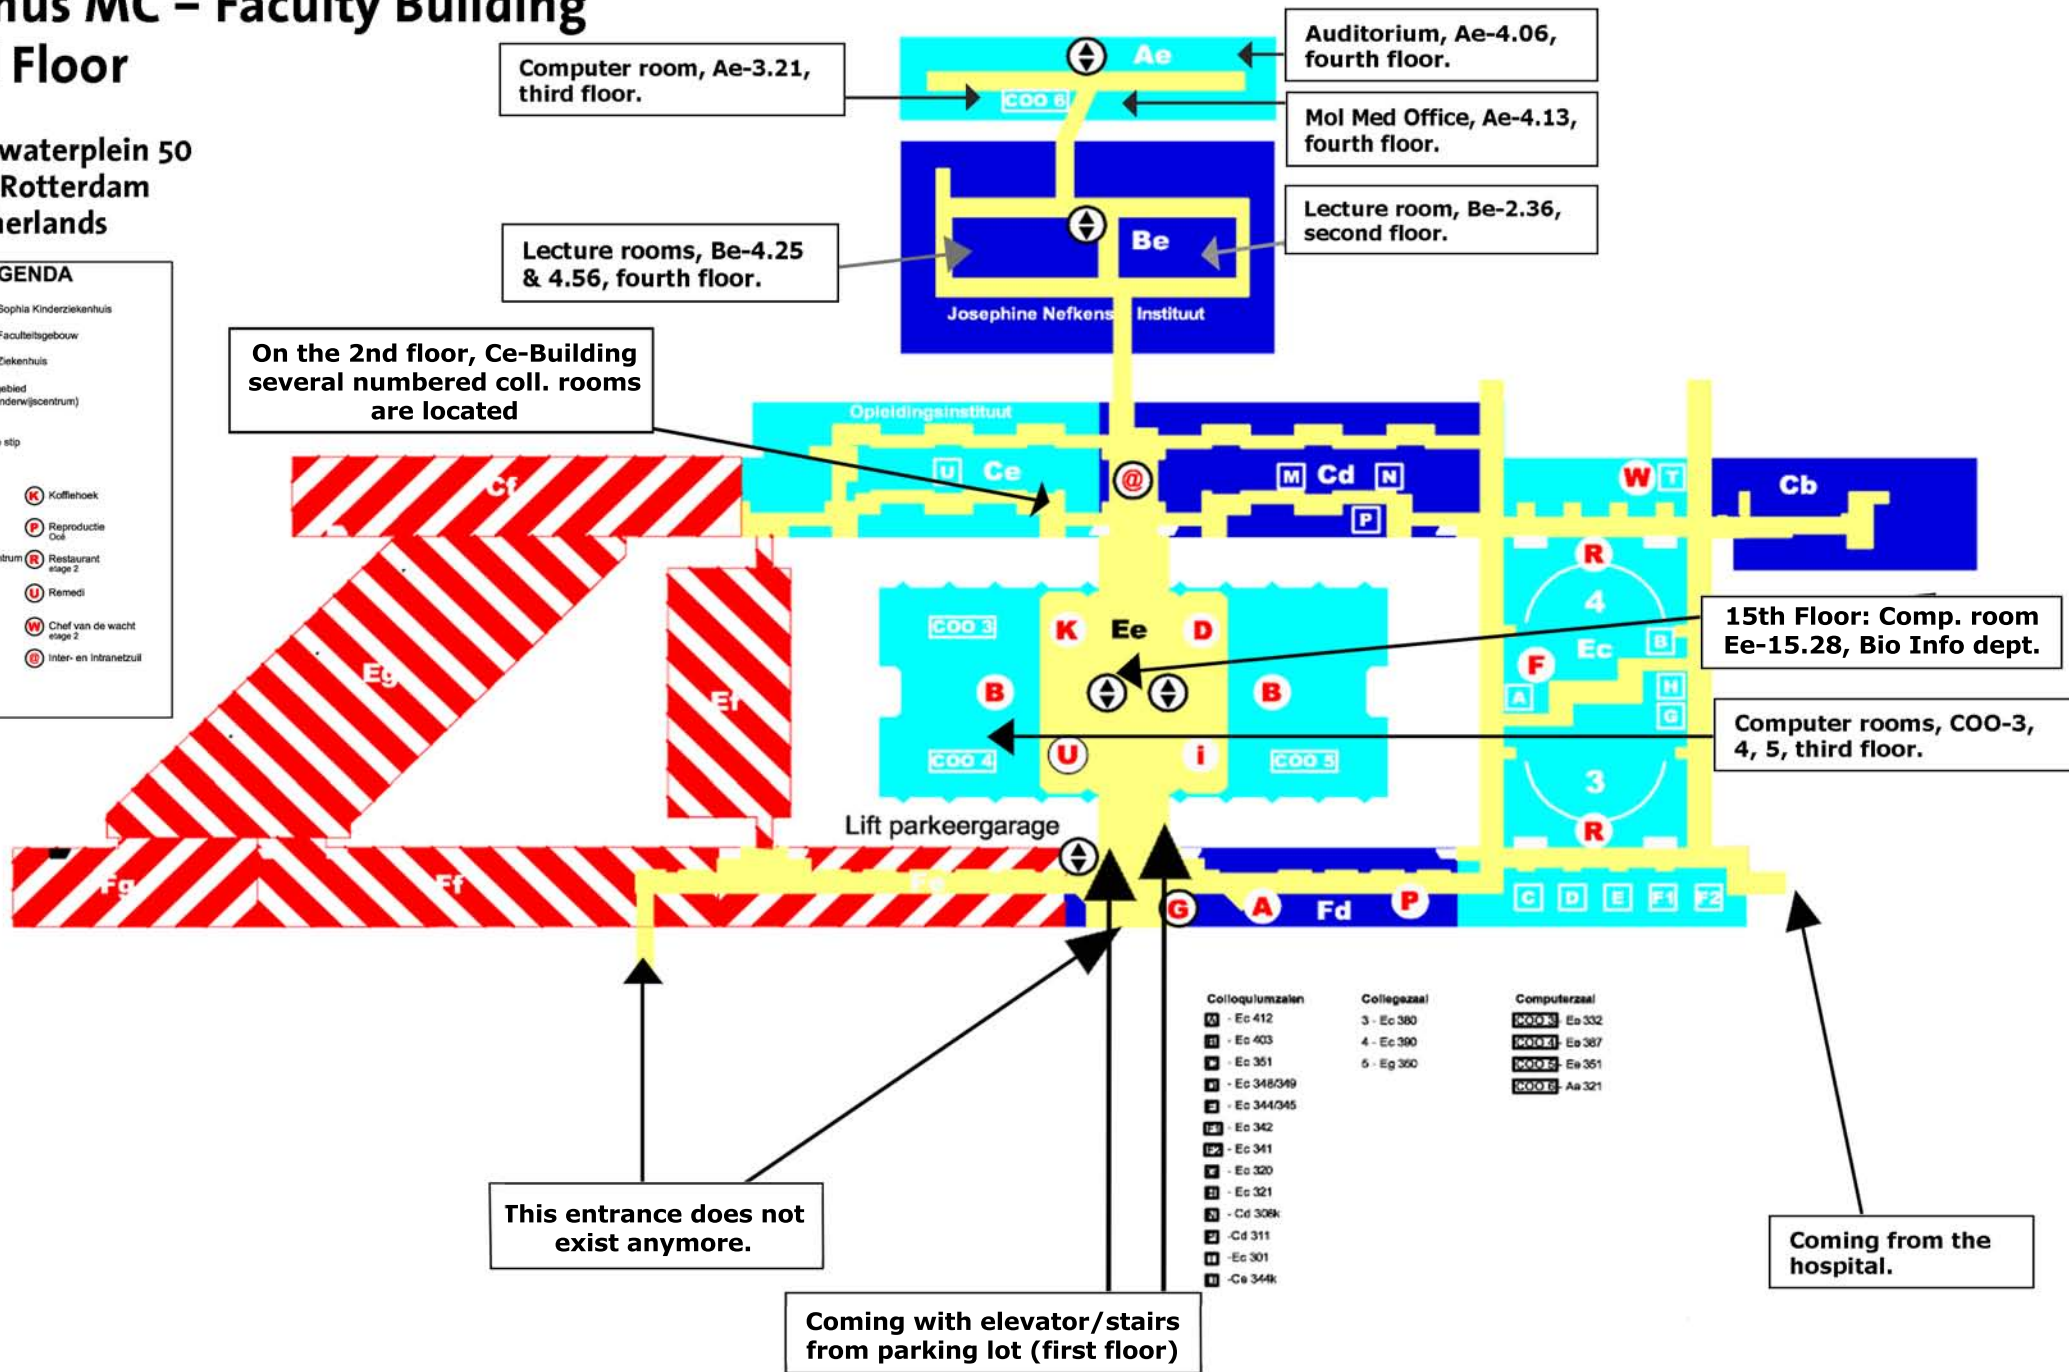 nus MC – Faculty Building
Floor
waterplein 50
Rotterdam
herlands
GENDA
Sophia Kinderziekenhuis
Faculteitsgebouw
Ziekenhuis
ebied
nderwijscentrum)
stip
K Koffiehoek
P Reproductie
Océ
ntrum R Restaurant
etage 2
U Remedi
W Chef van de wacht
etage 2
@ Inter- en Intranetzuil
Computer room, Ae-3.21,
third floor.
Auditorium, Ae-4.06,
fourth floor.
Mol Med Office, Ae-4.13,
fourth floor.
Ae
COO 6
Lecture rooms, Be-4.25
& 4.56, fourth floor.
Lecture room, Be-2.36,
second floor.
Be
Josephine Nefkens Instituut
On the 2nd floor, Ce-Building
several numbered coll. rooms
are located
Opleidingsinstituut
U Ce
@
M Cd N
P
W T
Cb
Cf
Eg
Ef
COO 3
K Ee D
B
B
COO 4
U
i
COO 5
R
4
Ec B
F
A
H
G
3
R
15th Floor: Comp. room
Ee-15.28, Bio Info dept.
Computer rooms, COO-3,
4, 5, third floor.
Lift parkeergarage
Fg
Ff
Fe
G
A
Fd
P
C D E F1 F2
This entrance does not
exist anymore.
Coming with elevator/stairs
from parking lot (first floor)
Coming from the
hospital.
Colloquiumzalen
A - Ec 412
B - Ec 403
C - Ec 351
D - Ec 348/349
E - Ec 344/345
F1 - Ec 342
F2 - Ec 341
- Ec 320
H - Ec 321
N - Cd 308k
P -Cd 311
T -Ec 301
U -Ce 344k
Collegezaal
3 - Ec 380
4 - Ec 390
5 - Eg 350
Computerzaal
COO 3 - Ee 332
COO 4 - Ee 387
COO 5 - Ee 351
COO 6 - Ae 321